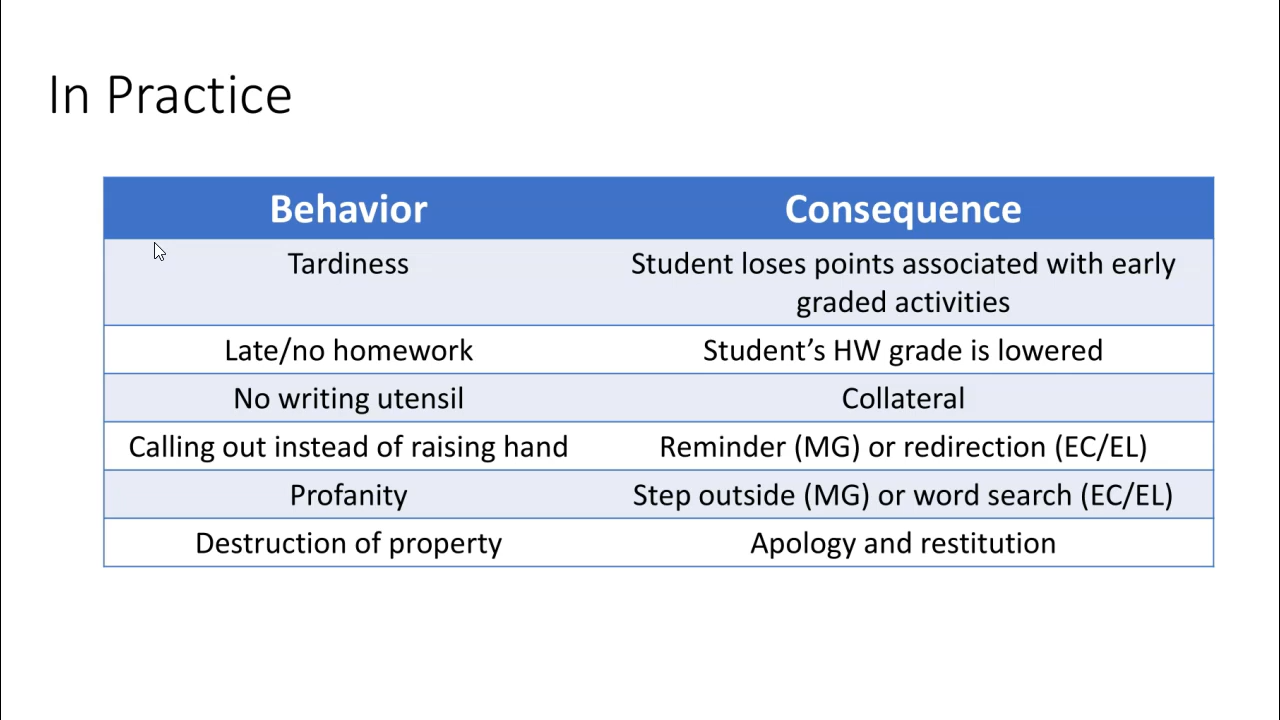 In Practice
Behavior
Consequence
Tardiness
Student loses points associated with early
graded activities
Late/no homework
Student’s HW grade is lowered
No writing utensil
Collateral
Calling out instead of raising hand
Reminder (MG) or redirection (EC/EL)
Profanity
Step outside (MG) or word search (EC/EL)
Destruction of property
Apology and restitution